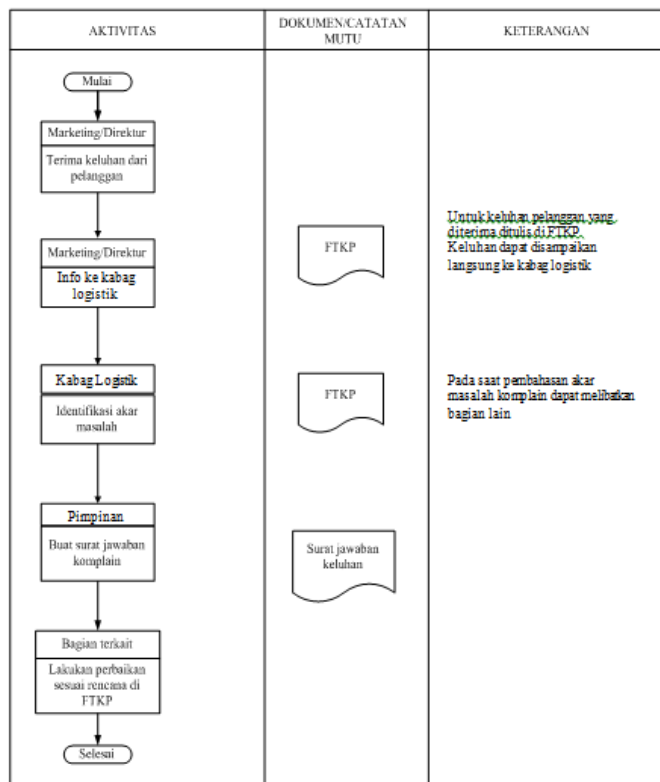 AKTIVITAS
DOKUMEN/CATATAN
MUTU
KETERANGAN
Mulai
Marketing/Direktur
Terima keluhan dari
pelanggan
Marketing/Direktur
Info ke kabag
logistik
FTKP
Untuk keluhan pelanggan yang
diterima ditulis di FTKP.
Keluhan dapat disampaikan
langsung ke kabag logistik
Kabag Logistik
Identifikasi akar
masalah
FTKP
Pada saat pembahasan akar
masalah komplain dapat melibatkan
bagian lain
Pimpinan
Buat surat jawaban
komplain
Surat jawaban
keluhan
Bagian terkait
Lakukan perbaikan
sesuai rencana di
FTKP
Selesai